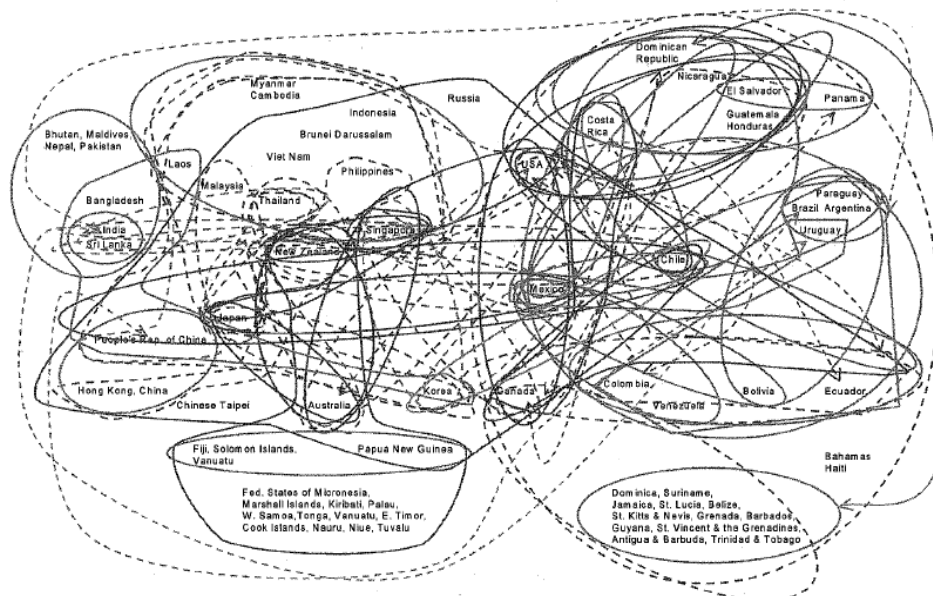 Dominican
Republic
Nicaragua
Myanmar
Cambodia
El Salvador
Russia
Panama
Indonesia
Costa
Rica
Guatemala
Honduras
Bhutan, Maldives,
Nepal, Pakistan
Brunei Darussalam
Laos
Viet Nam
USA
Philippines
Malaysia
Thailand
Paraguay
Bangladesh
Brazil Argentina
India
Singapore
Uruguay
Sri Lanka
New Zealand
Chile
Mexico
Japan
People's Rep. of China
Hong Kong, China
Korea
Canada
Colombia
Bolivia
Ecuador
Chinese Taipei
Australia
Venezuela
Fiji, Solomon Islands,
Vanuatu
Papua New Guinea
Bahamas
Haiti
Fed. States of Micronesia,
Marshall Islands, Kiribati, Palau,
W. Samoa,Tonga, Vanuatu, E. Timor,
Cook Islands, Nauru, Niue, Tuvalu
Dominica, Suriname,
Jamaica, St. Lucia, Belize,
St. Kitts & Nevis, Grenada, Barbados,
Guyana, St. Vincent & the Grenadines,
Antigua & Barbuda, Trinidad & Tobago